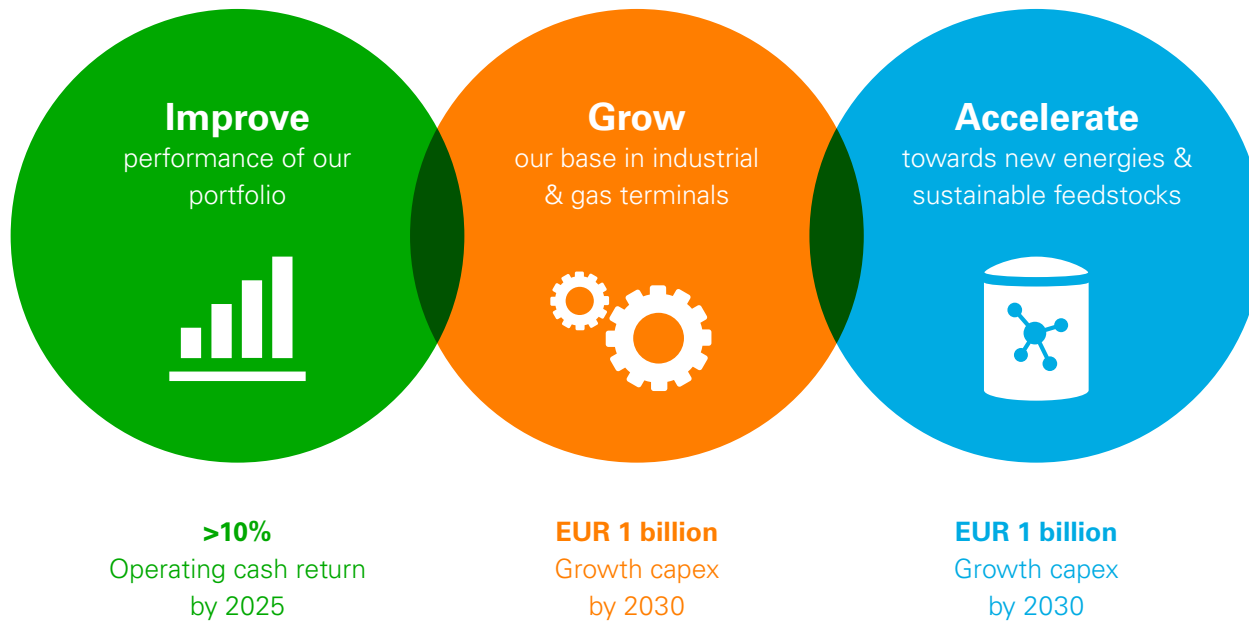 Improve
performance of our
portfolio
Grow
our base in industrial
& gas terminals
Accelerate
towards new energies &
sustainable feedstocks
>10%
Operating cash return
by 2025
EUR 1 billion
Growth capex
by 2030
EUR 1 billion
Growth capex
by 2030